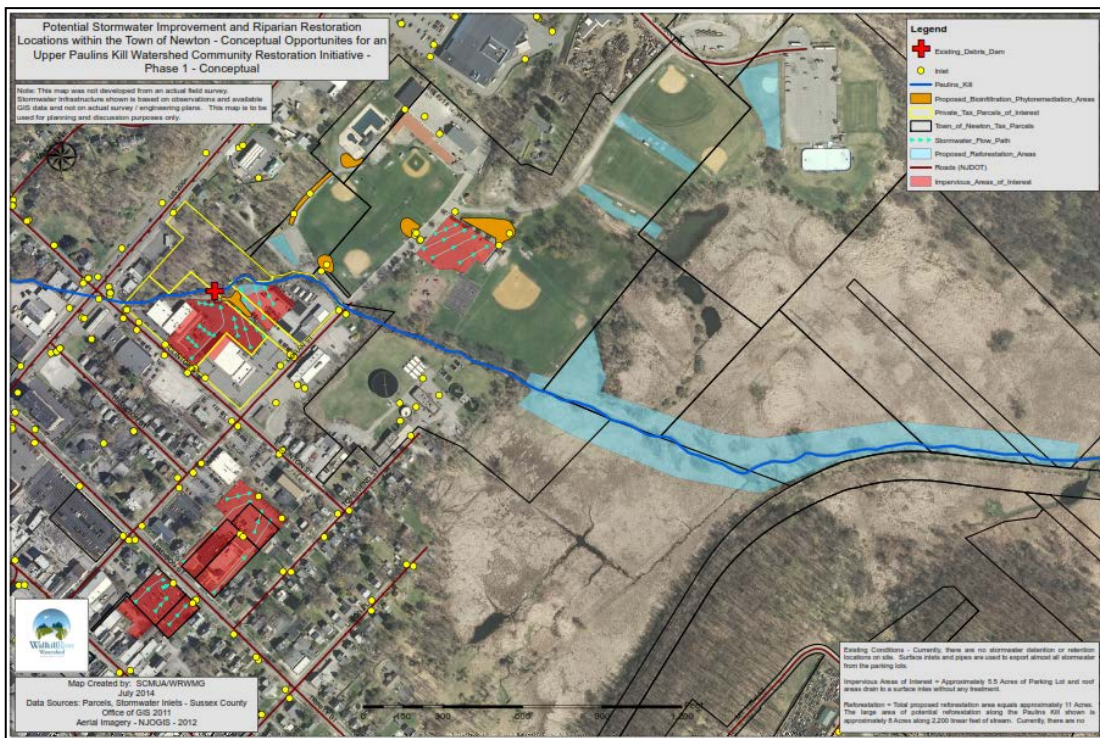 Potential Stormwater Improvement and Riparian Restoration
Locations within the Town of Newton - Conceptual Opportunites for an
Upper Paulins Kill Watershed Community Restoration Initiative -
Phase 1 - Conceptual
Note: This map was not developed from an actual field survey.
Stormwater Infrastructure shown is based on observations and available
GIS data and not on actual survey / engineering plans. This map is to be
used for planning and discussion purposes only.
Legend
Existing_Debris_Dam
Inlet
Paulins_Kill
Proposed_Bioinfiltration_Phytoremediation_Areas
Private_Tax_Parcels_of_Interest
Town_of_Newton_Tax_Parcels
Stormwater_Flow_Path
Proposed_Reforestation_Areas
Roads (NJDOT)
Impervious_Areas_of_Interest
Wallkill River
Watershed
Map Created by: SCMUA/WRWMG
July 2014
Data Sources: Parcels, Stormwater Inlets - Sussex County
Office of GIS 2011
Aerial Imagery - NJOGIS - 2012
Existing Conditions - Currently, there are no stormwater detention or retention
locations on site. Surface inlets and pipes are used to export almost all stormwater
from the parking lots.
Impervious Areas of Interest = Approximately 5.5 Acres of Parking Lot and roof
areas drain to a surface inlet without any treatment.
Reforestation = Total proposed reforestation area equals approximately 11 Acres.
The large area of potential reforestation along the Paulins Kill shown is
approximately 8 Acres along 2,200 linear feet of stream. Currently, there are no